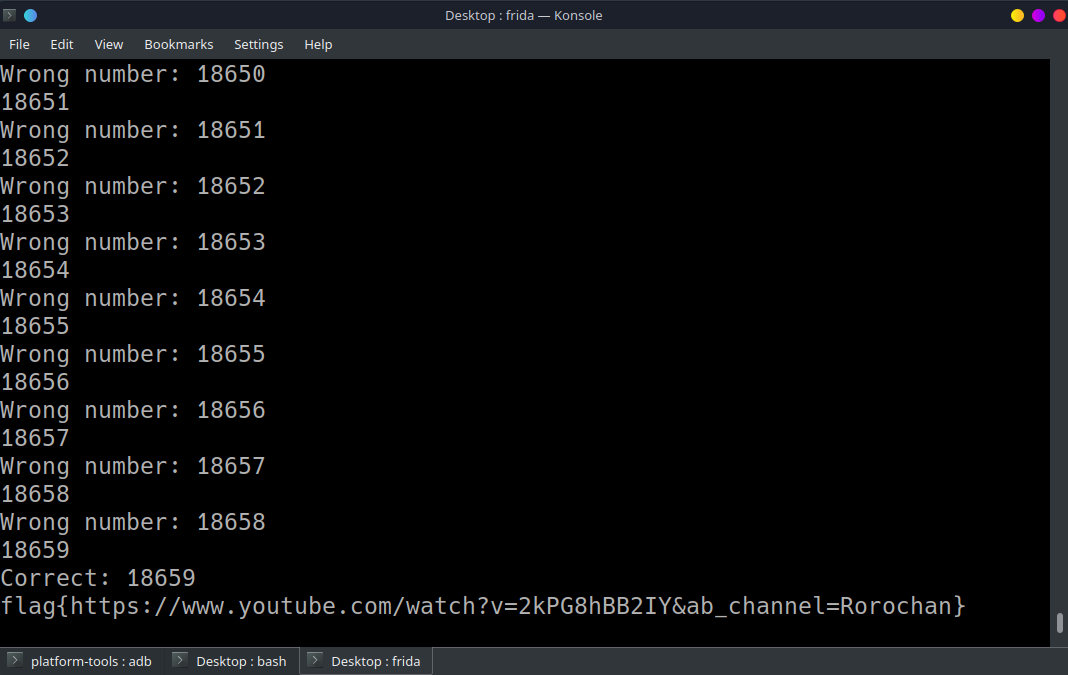 Desktop : frida — Konsole
File Edit View Bookmarks Settings Help
Wrong number: 18650
18651
Wrong number: 18651
18652
Wrong number: 18652
18653
Wrong number: 18653
18654
Wrong number: 18654
18655
Wrong number: 18655
18656
Wrong number: 18656
18657
Wrong number: 18657
18658
Wrong number: 18658
18659
Correct: 18659
flag{https://www.youtube.com/watch?v=2kPG8hBB2IY&ab_channel=Rorochan}
platform-tools : adb Desktop : bash Desktop : frida